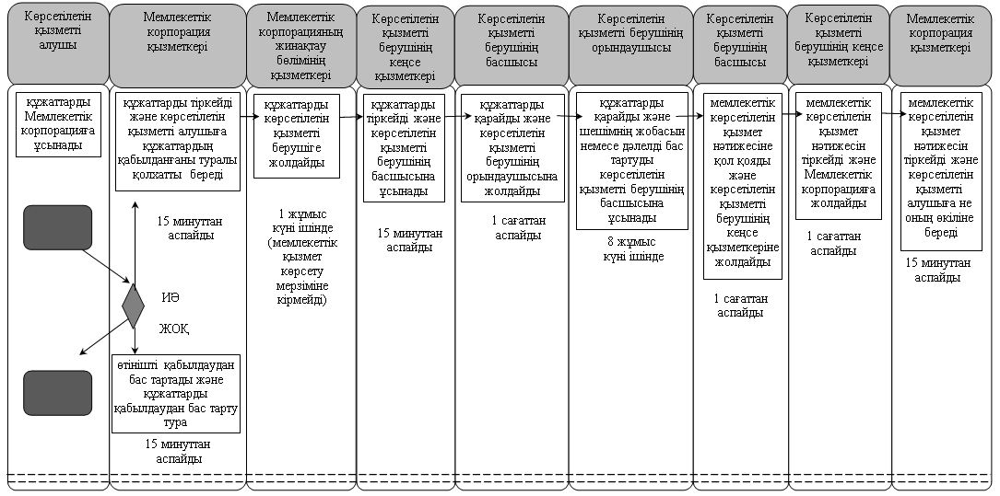 Көрсетілетін
қызметті
алушы
Мемлекеттік
корпорация
қызметкері
Мемлекеттік
корпорацияның
жинақтау
бөлімінің
қызметкері
Көрсетілетін
қызметті
берушінің
кеңсе
қызметкері
Көрсетілетін
қызметті
берушінің
басшысы
Көрсетілетін
қызметті берушінің
орындаушысы
Көрсетілетін
қызметті
берушінің
басшысы
Көрсетілетін
қызметті
берушінің кеңсе
қызметкері
Мемлекеттік
корпорация
қызметкері
құжаттарды
Мемлекеттік
корпорацияға
ұсынады
құжаттарды тіркейді
және көрсетілетін
қызметті алушыға
құжаттардың
қабылданғаны туралы
қолхатты береді
15 минуттан
аспайды
ИӘ
ЖОҚ
өтінішті қабылдаудан
бас тартады және
құжаттарды
қабылдаудан бас тарту
тура
15 минуттан
аспайды
құжаттарды
көрсетілетін
қызметті
берушіге
жолдайды
1 жұмыс
күні ішінде
(мемлекеттік
қызмет
көрсету
мерзіміне
кірмейді)
құжаттарды
тіркейді және
көрсетілетін
қызметті
берушінің
басшысына
ұсынады
15 минуттан
аспайды
құжаттарды
қарайды және
көрсетілетін
қызметті
берушінің
орындаушысына
жолдайды
1 сағаттан
аспайды
құжаттарды
қарайды және
шешімнің жобасын
немесе дәлелді бас
тартуды
көрсетілетін
қызметті берушінің
басшысына
ұсынады
8 жұмыс
күні ішінде
мемлекеттік
көрсетілетін
қызмет
нәтижесіне
қол қояды
және
көрсетілетін
қызметті
берушінің
кеңсе
қызметкеріне
жолдайды
1 сағаттан
аспайды
мемлекеттік
көрсетілетін
қызмет
нәтижесін
тіркейді және
Мемлекеттік
корпорацияға
жолдайды
1 сағаттан
аспайды
мемлекеттік
көрсетілетін
қызмет
нәтижесін
тіркейді және
көрсетілетін
қызметті
алушыға не
оның өкіліне
береді
15 минуттан
аспайды